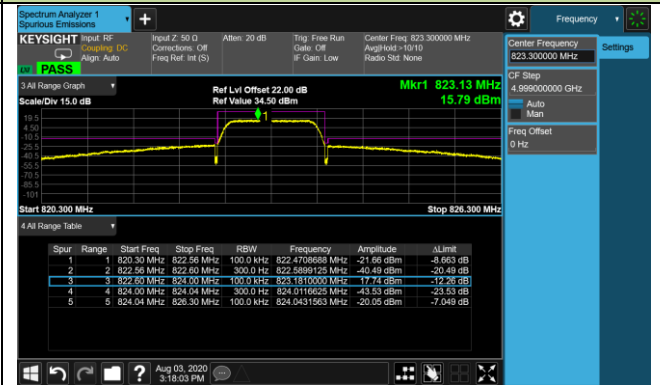 Spectrum Analyzer 1
Spurious Emissions
Frequency
KEYSIGHT Input: RF Input Z: 50 Ω Atten: 20 dB Trig: Free Run Center Freq: 823.300000 MHz
Coupling: DC Corrections: Off Gate: Off Avg|Hold:>10/10
Align: Auto Freq Ref: Int (S) IF Gain: Low Radio Std: None
PASS
Center Frequency
823.300000 MHz
Settings
CF Step
4.999000000 GHz
Auto
Man
Freq Offset
0 Hz
3 All Range Graph
Ref Lvl Offset 22.00 dB
Mkr1 823.13 MHz
Scale/Div 15.0 dB
Ref Value 34.50 dBm
15.79 dBm
1
19.5
4.50
-10.5
-25.5
-40.5
-55.5
-70.5
-85.5
-101
Start 820.300 MHz Stop 826.300 MHz
4 All Range Table
Spur Range Start Freq Stop Freq RBW Frequency Amplitude ΔLimit
1 1 820.30 MHz 822.56 MHz 100.0 kHz 822.4708688 MHz -21.66 dBm -8.663 dB
2 2 822.56 MHz 822.60 MHz 300.0 Hz 822.5899125 MHz -40.49 dBm -20.49 dB
3 3 822.60 MHz 824.00 MHz 100.0 kHz 823.1810000 MHz 17.74 dBm -12.26 dB
4 4 824.00 MHz 824.04 MHz 300.0 Hz 824.0116625 MHz -43.53 dBm -23.53 dB
5 5 824.04 MHz 826.30 MHz 100.0 kHz 824.0431563 MHz -20.05 dBm -7.049 dB
?
Aug 03, 2020
3:18:03 PM